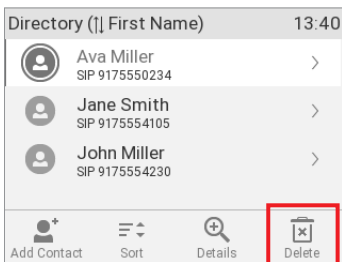 Directory (⇅ First Name) 13:40
Ava Miller
SIP 9175550234
Jane Smith
SIP 9175554105
John Miller
SIP 9175554230
Add Contact Sort Details Delete